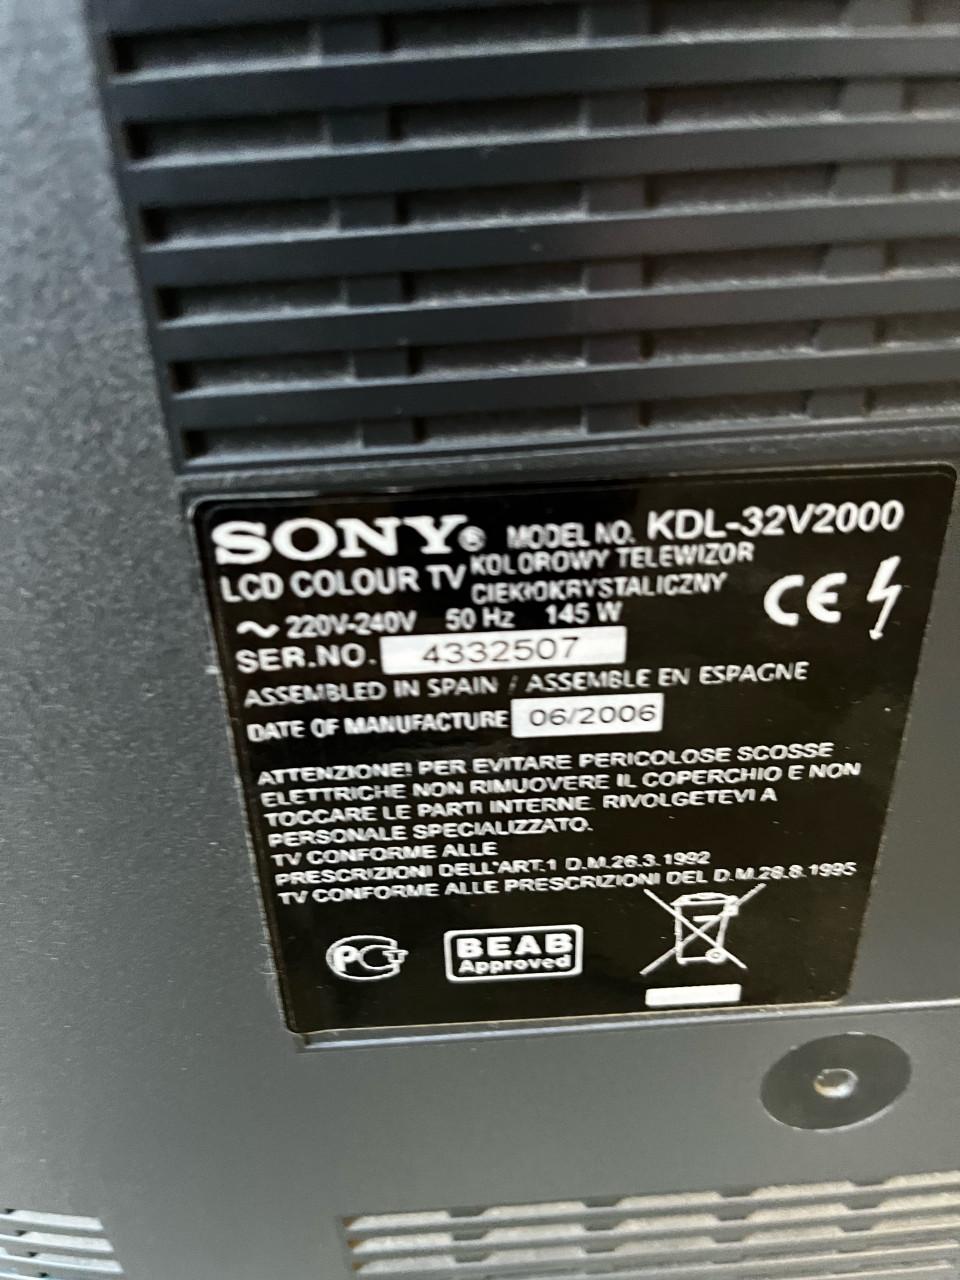 SONY® MODEL NO. KDL-32V2000
LCD COLOUR TV KOLOROWY TELEWIZOR
CIEKŁOKRYSTALICZNY
~ 220V-240V 50 Hz 145 W
CE
SER.NO. 4332507
ASSEMBLED IN SPAIN / ASSEMBLE EN ESPAGNE
DATE OF MANUFACTURE 06/2006
ATTENZIONE! PER EVITARE PERICOLOSE SCOSSE
ELETTRICHE NON RIMUOVERE IL COPERCHIO E NON
TOCCARE LE PARTI INTERNE. RIVOLGETEVI A
PERSONALE SPECIALIZZATO.
TV CONFORME ALLE
PRESCRIZIONI DELL'ART.1 D.M.26.3.1992
TV CONFORME ALLE PRESCRIZIONI DEL D.M.28.8.1995
PCT
BEAB
Approved